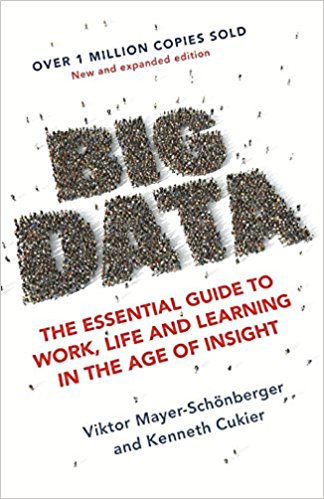 OVER 1 MILLION COPIES SOLD
New and expanded edition
BIG
DATA
THE ESSENTIAL GUIDE TO
WORK, LIFE AND LEARNING
IN THE AGE OF INSIGHT
Viktor Mayer-Schönberger
and Kenneth Cukier